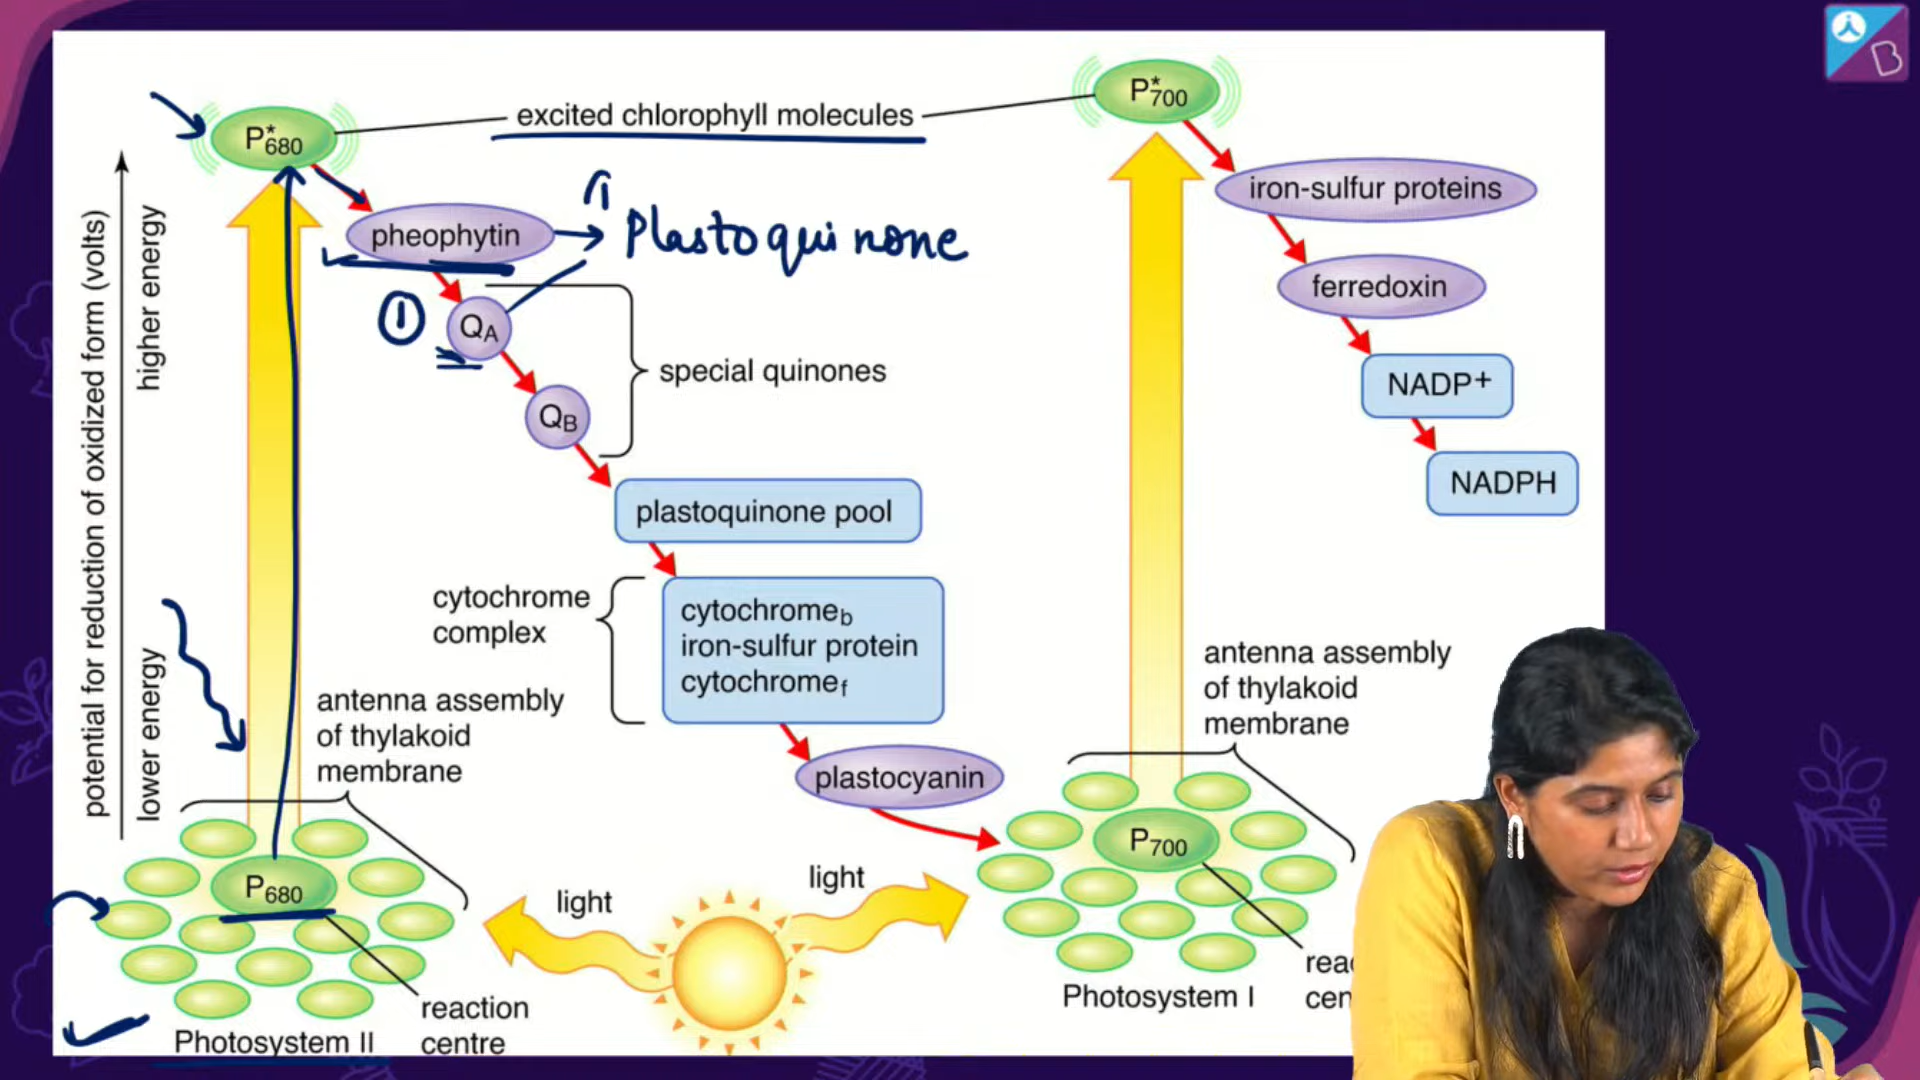 P*680
excited chlorophyll molecules
P*700
pheophytin
Plastoquinone
iron-sulfur proteins
ferredoxin
1
QA
special quinones
QB
NADP+
NADPH
potential for reduction of oxidized form (volts)
higher energy
lower energy
plastoquinone pool
cytochrome
complex
cytochromeb
iron-sulfur protein
cytochromef
antenna assembly
of thylakoid
membrane
antenna assembly
of thylakoid
membrane
plastocyanin
P680
P700
light
light
reaction
centre
Photosystem II
Photosystem I
B